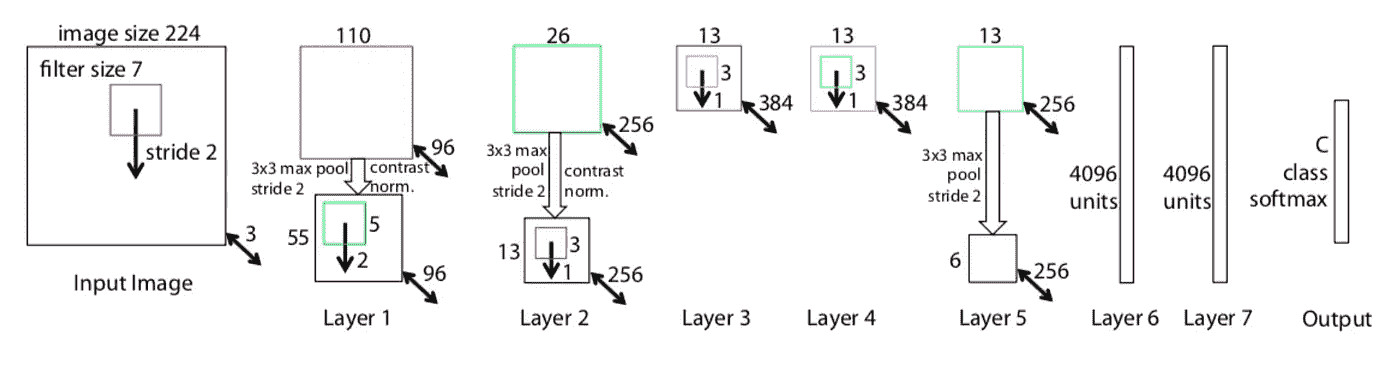 image size 224
filter size 7
stride 2
3
Input Image
110
96
3x3 max pool
stride 2
contrast
norm.
55
5
2
96
Layer 1
26
256
3x3 max
pool
stride 2
contrast
norm.
13
3
1
256
Layer 2
13
3
1
384
Layer 3
13
3
1
384
Layer 4
13
256
3x3 max
pool
stride 2
6
256
Layer 5
4096
units
Layer 6
4096
units
Layer 7
C
class
softmax
Output